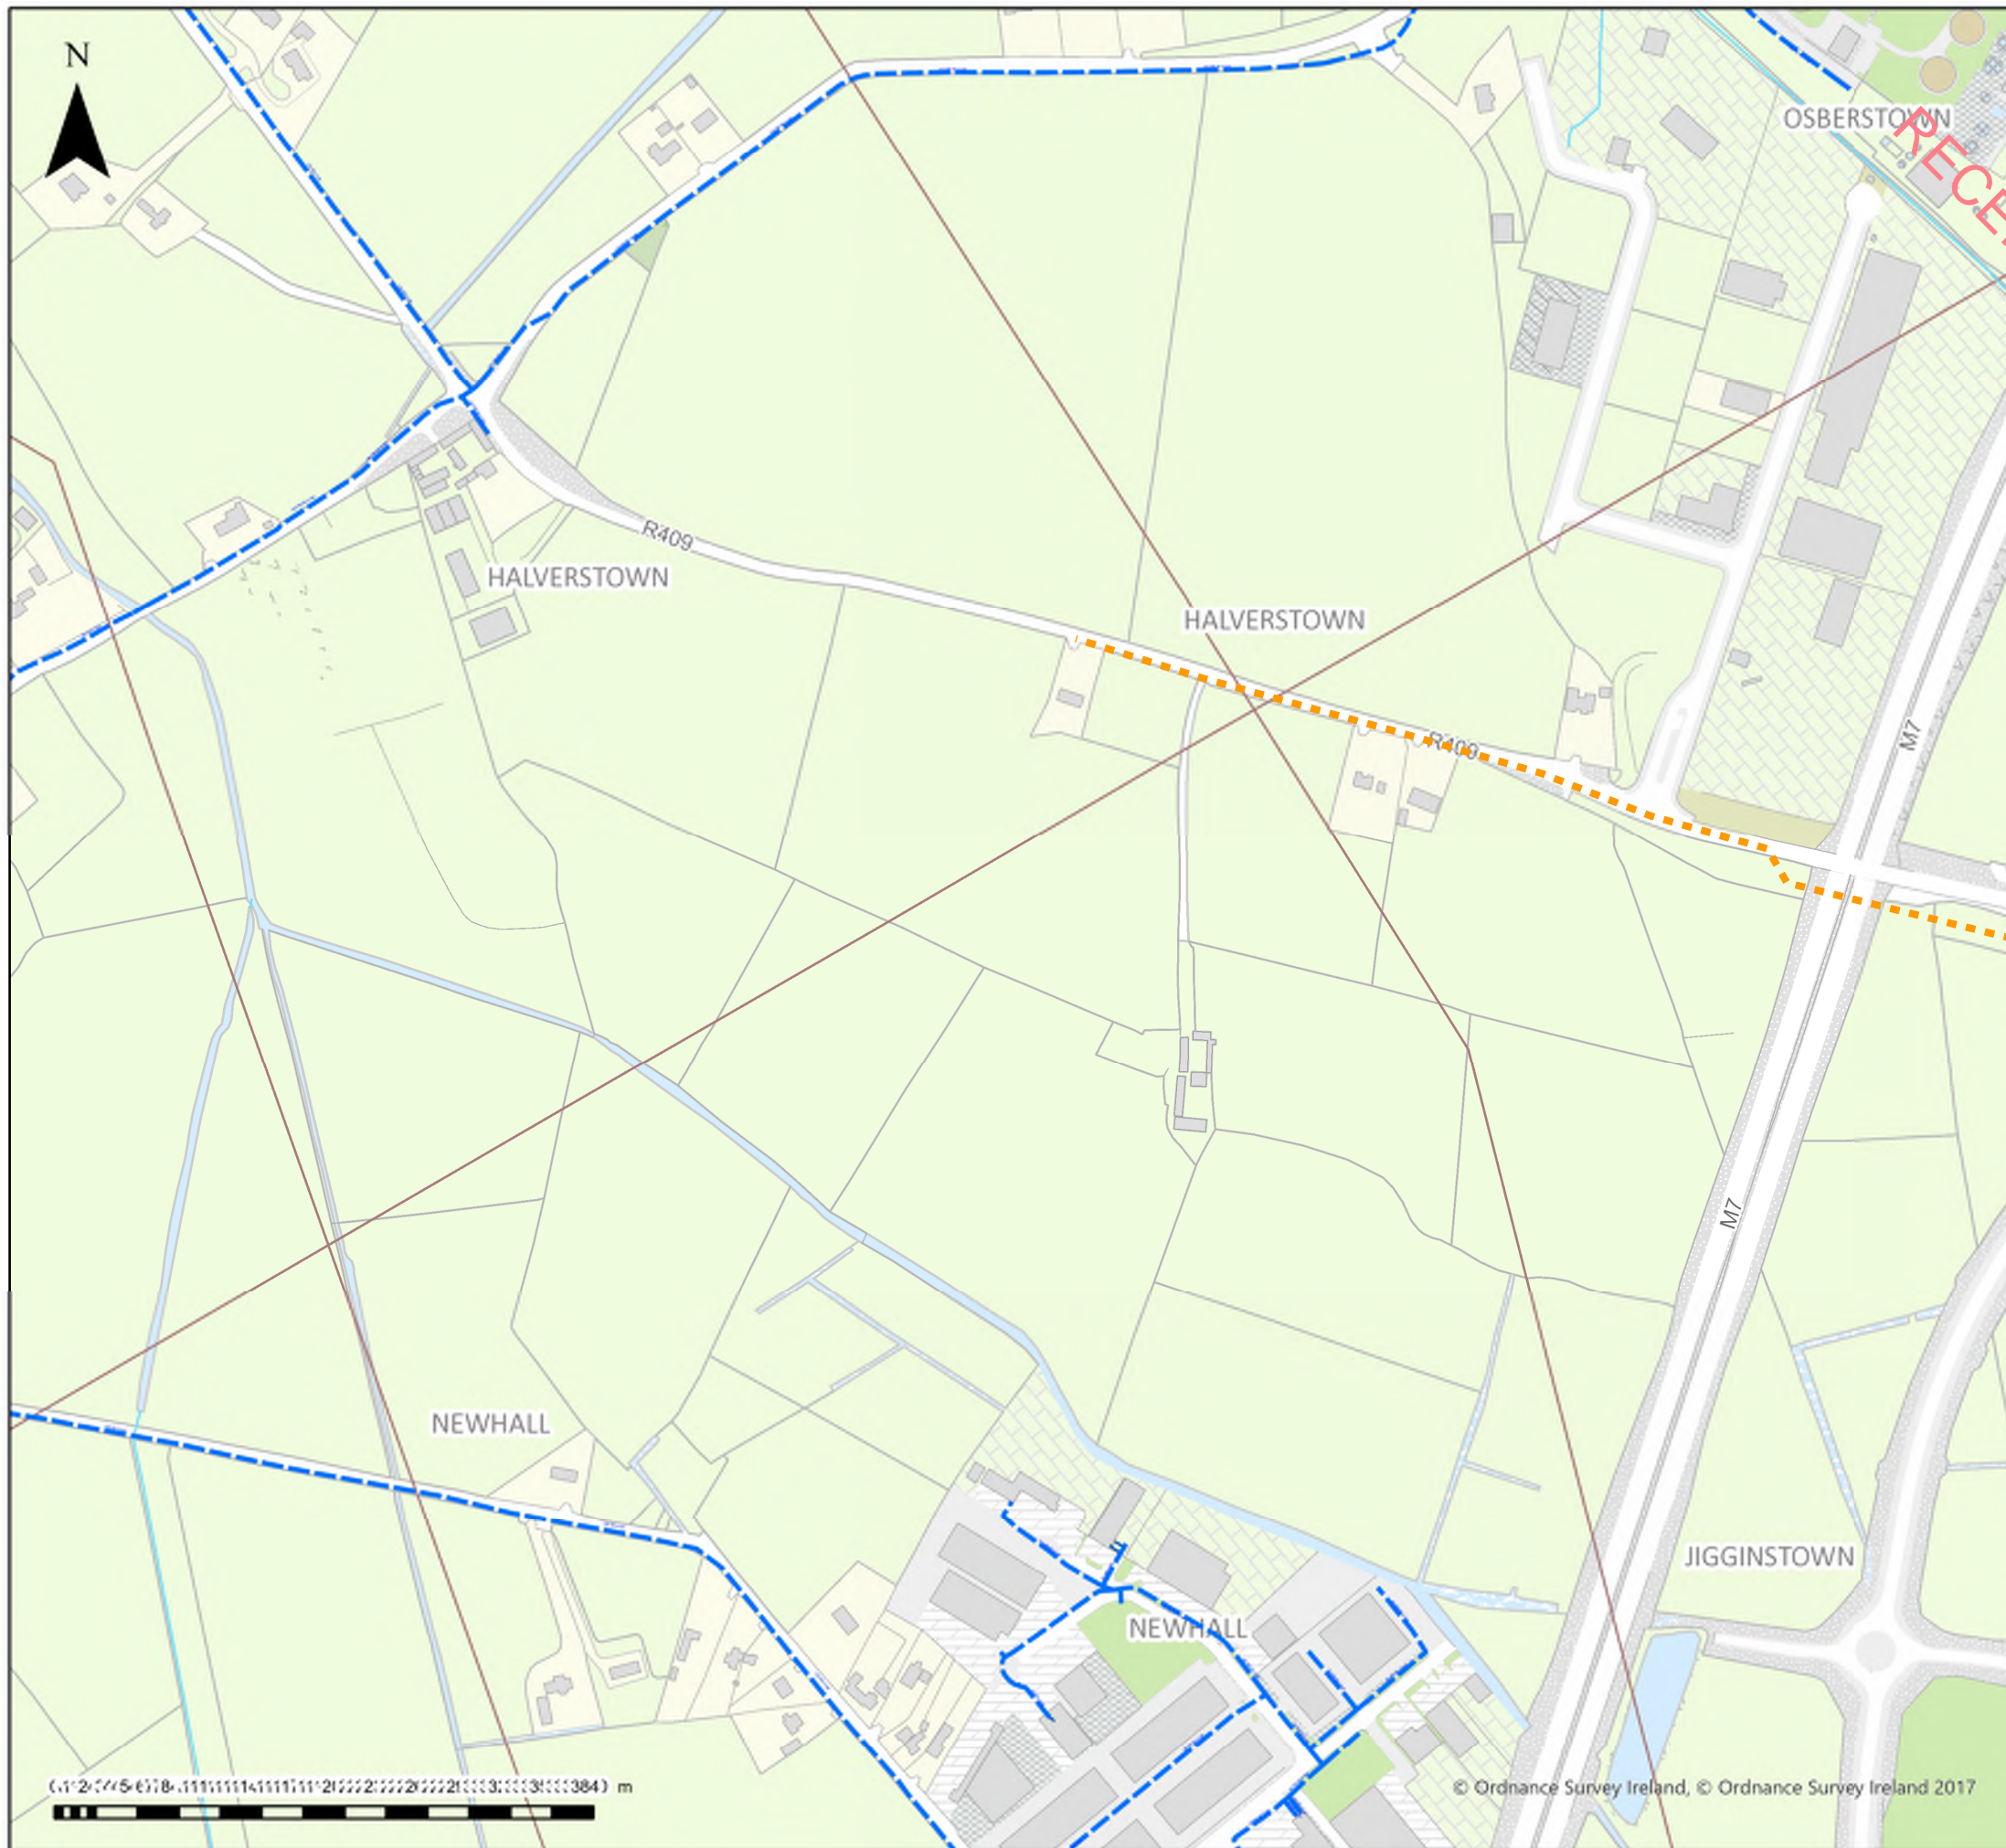 N
OSBERSTOWN
R409
HALVERSTOWN
HALVERSTOWN
R409
M7
M7
NEWHALL
JIGGINSTOWN
NEWHALL
m
© Ordnance Survey Ireland, © Ordnance Survey Ireland 2017